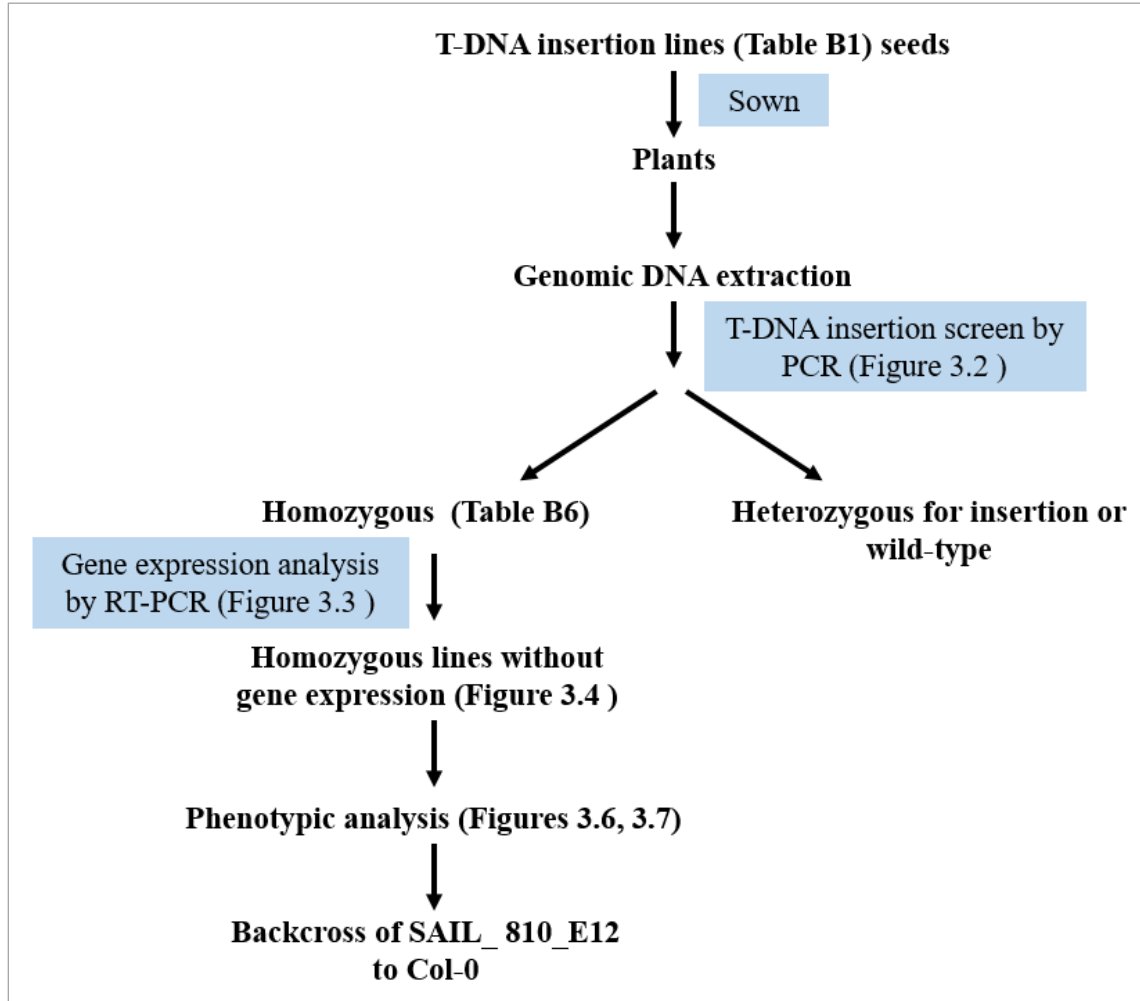 T-DNA insertion lines (Table B1) seeds
Sown
Plants
Genomic DNA extraction
T-DNA insertion screen by
PCR (Figure 3.2 )
Homozygous  (Table B6)
Heterozygous for insertion or
wild-type
Gene expression analysis
by RT-PCR (Figure 3.3 )
Homozygous lines without
gene expression (Figure 3.4 )
Phenotypic analysis (Figures 3.6, 3.7)
Backcross of SAIL_ 810_E12
to Col-0